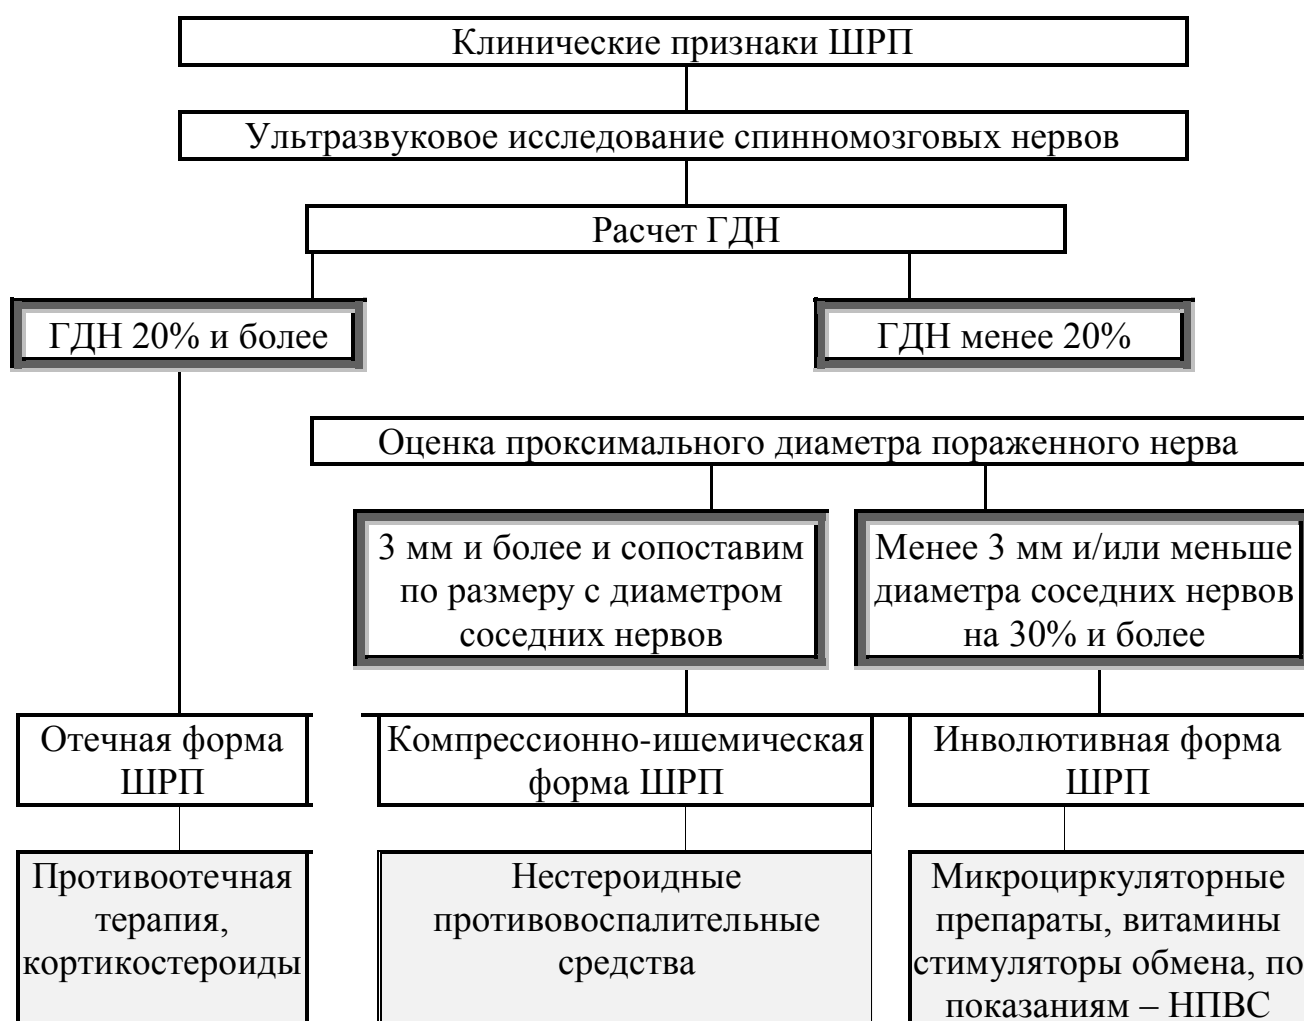 Клинические признаки ШРП
Ультразвуковое исследование спинномозговых нервов
Расчет ГДН
ГДН 20% и более
ГДН менее 20%
Оценка проксимального диаметра пораженного нерва
3 мм и более и сопоставим
по размеру с диаметром
соседних нервов
Менее 3 мм и/или меньше
диаметра соседних нервов
на 30% и более
Отечная форма
ШРП
Компрессионно-ишемическая
форма ШРП
Инволютивная форма
ШРП
Противоотечная
терапия,
кортикостероиды
Нестероидные
противовоспалительные
средства
Микроциркуляторные
препараты, витамины
стимуляторы обмена, по
показаниям – НПВС